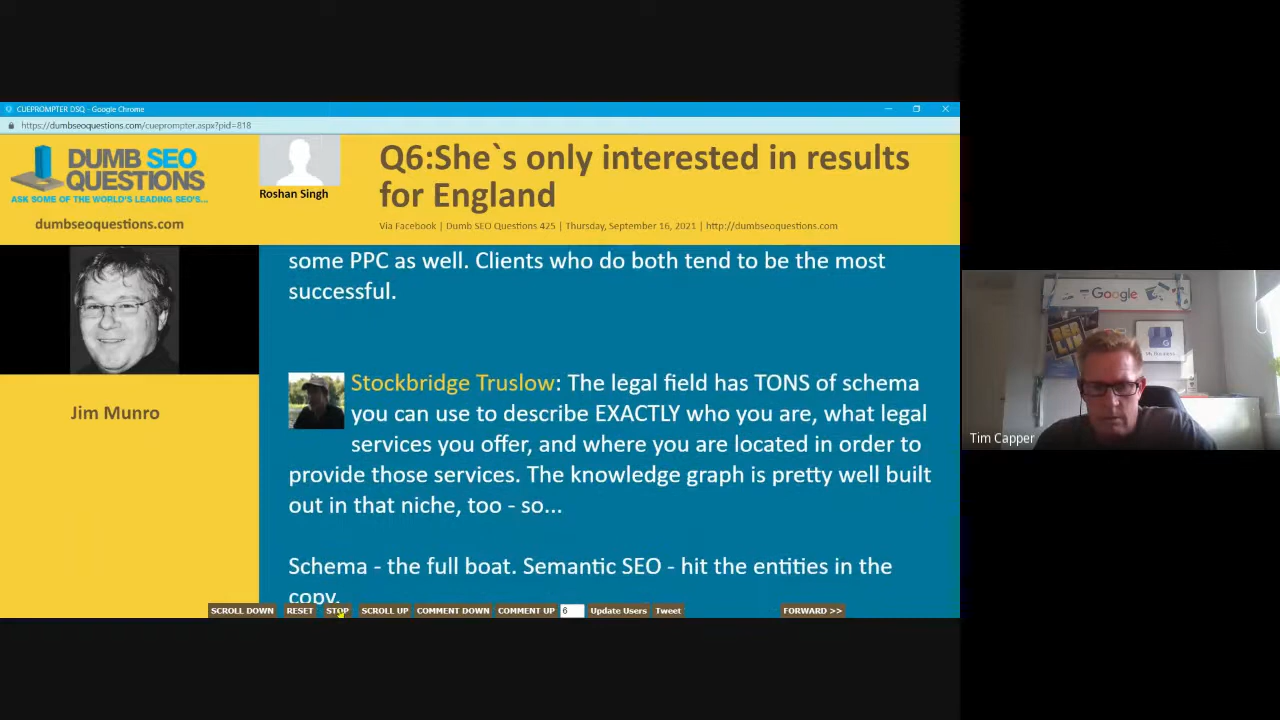 CUEPROMPTER DSQ - Google Chrome
https://dumbseoquestions.com/cueprompter.aspx?pid=818
DUMB SEO
QUESTIONS
ASK SOME OF THE WORLD'S LEADING SEO'S...
dumbseoquestions.com
Roshan Singh
Q6:She`s only interested in results
for England
Via Facebook | Dumb SEO Questions 425 | Thursday, September 16, 2021 | http://dumbseoquestions.com
Jim Munro
some PPC as well. Clients who do both tend to be the most
successful.
Stockbridge Truslow: The legal field has TONS of schema
you can use to describe EXACTLY who you are, what legal
services you offer, and where you are located in order to
provide those services. The knowledge graph is pretty well built
out in that niche, too - so...
Schema - the full boat. Semantic SEO - hit the entities in the
copy.
SCROLL DOWN RESET STOP SCROLL UP COMMENT DOWN COMMENT UP 6 Update Users Tweet FORWARD >>
Google
Tim Capper